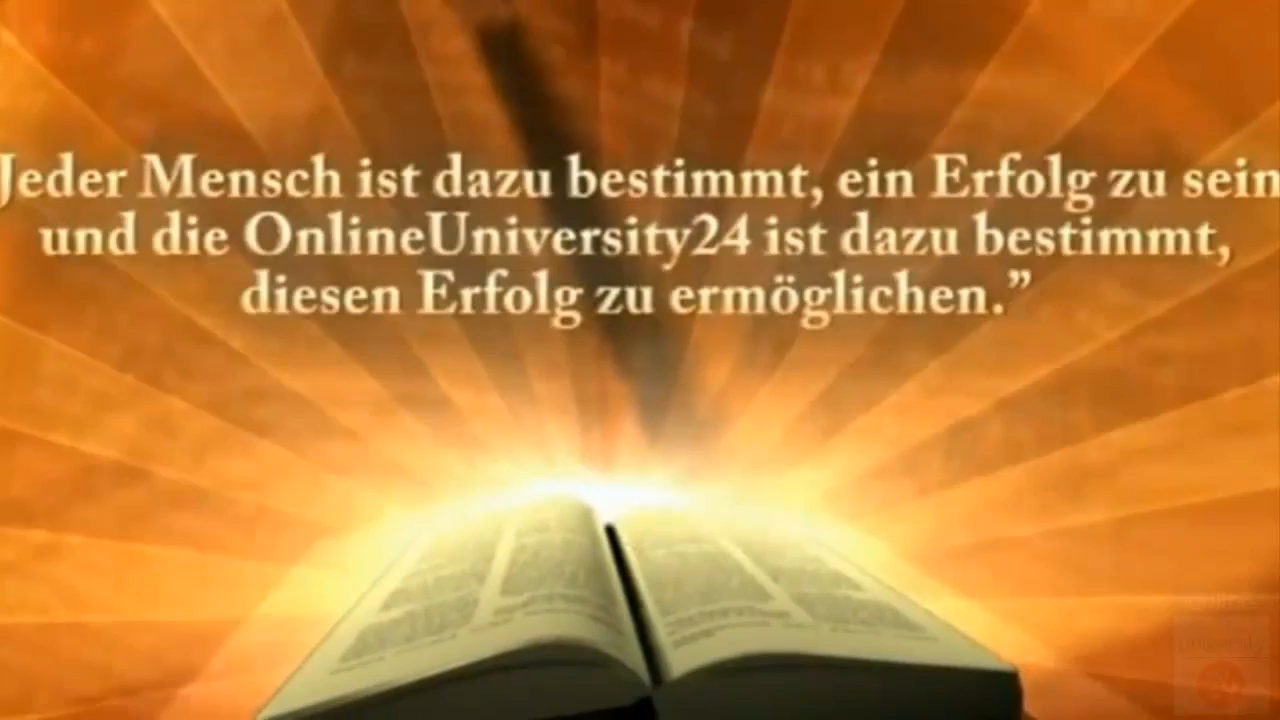 Jeder Mensch ist dazu bestimmt, ein Erfolg zu sein
und die OnlineUniversity24 ist dazu bestimmt,
diesen Erfolg zu ermöglichen.”